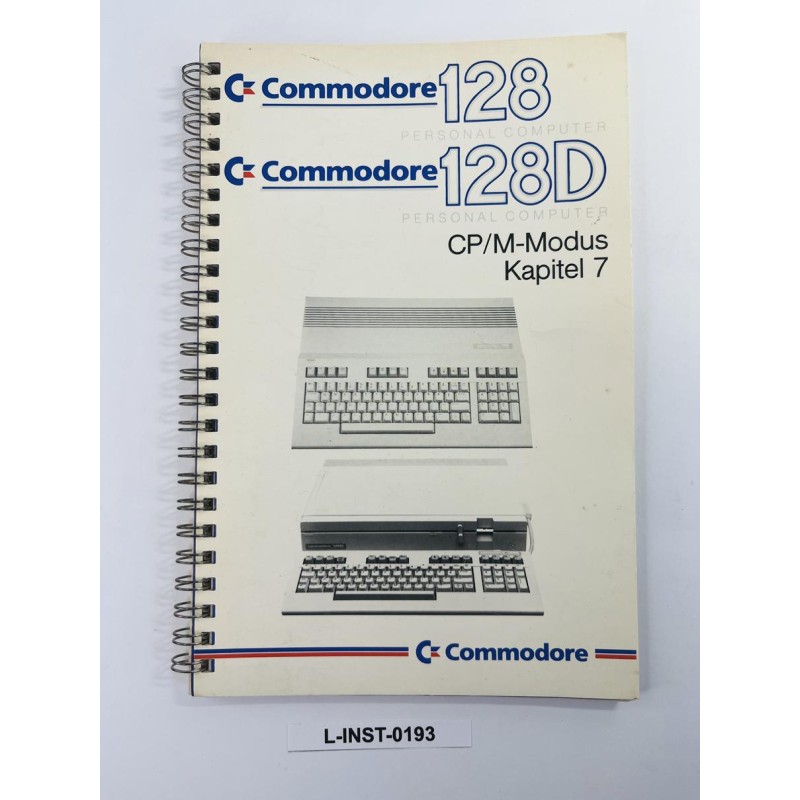 Commodore 128
PERSONAL COMPUTER
Commodore 128D
PERSONAL COMPUTER
CP/M-Modus
Kapitel 7
Commodore
L-INST-0193